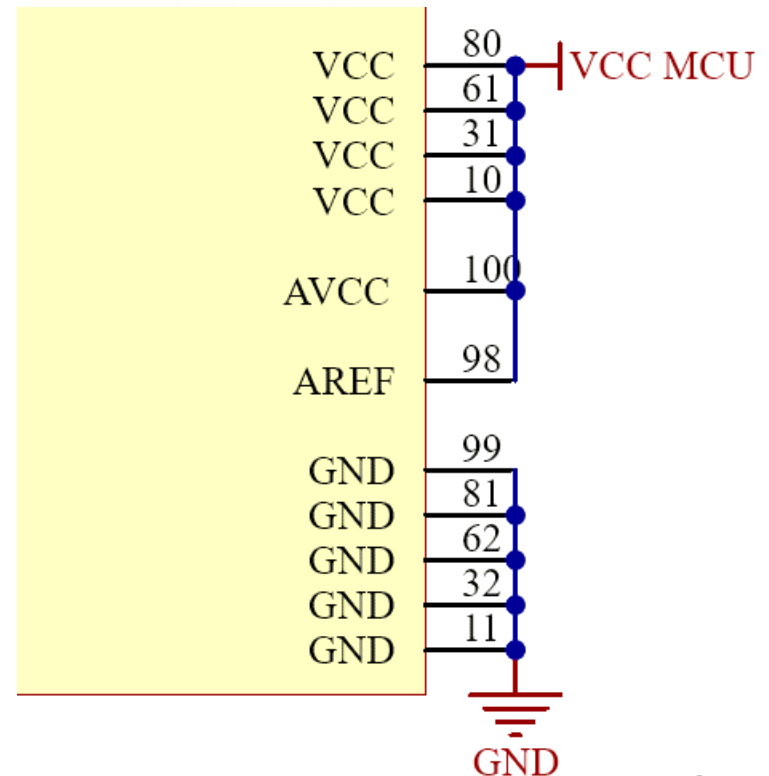 80
VCC VCC MCU
61
VCC
31
VCC
10
VCC
100
AVCC
98
AREF
99
GND
81
GND
62
GND
32
GND
11
GND
GND